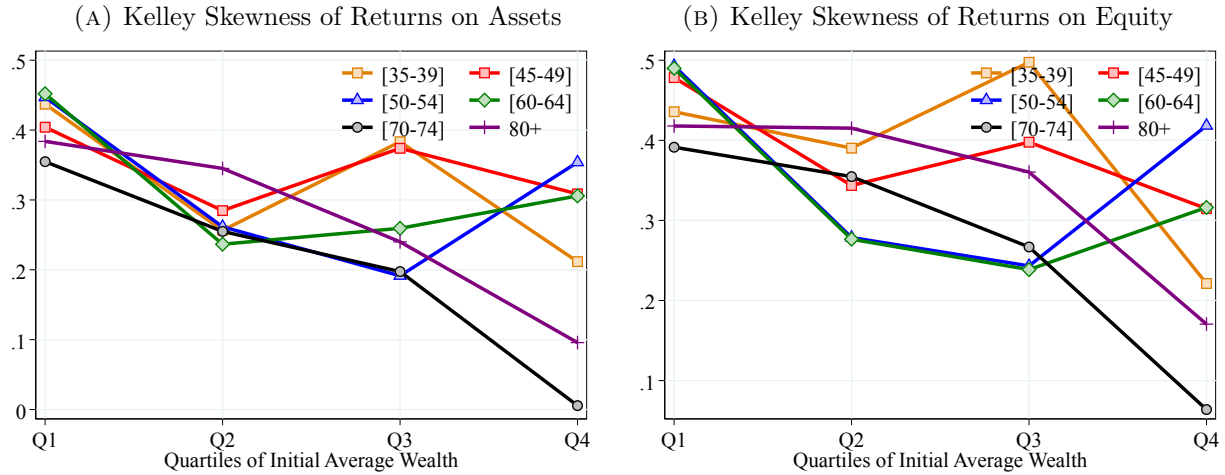 (A) Kelley Skewness of Returns on Assets
.5
.4
.3
.2
.1
0
[35-39] [45-49]
[50-54] [60-64]
[70-74] 80+
Q1 Q2 Q3 Q4
Quartiles of Initial Average Wealth
(B) Kelley Skewness of Returns on Equity
.5
.4
.3
.2
.1
[35-39] [45-49]
[50-54] [60-64]
[70-74] 80+
Q1 Q2 Q3 Q4
Quartiles of Initial Average Wealth